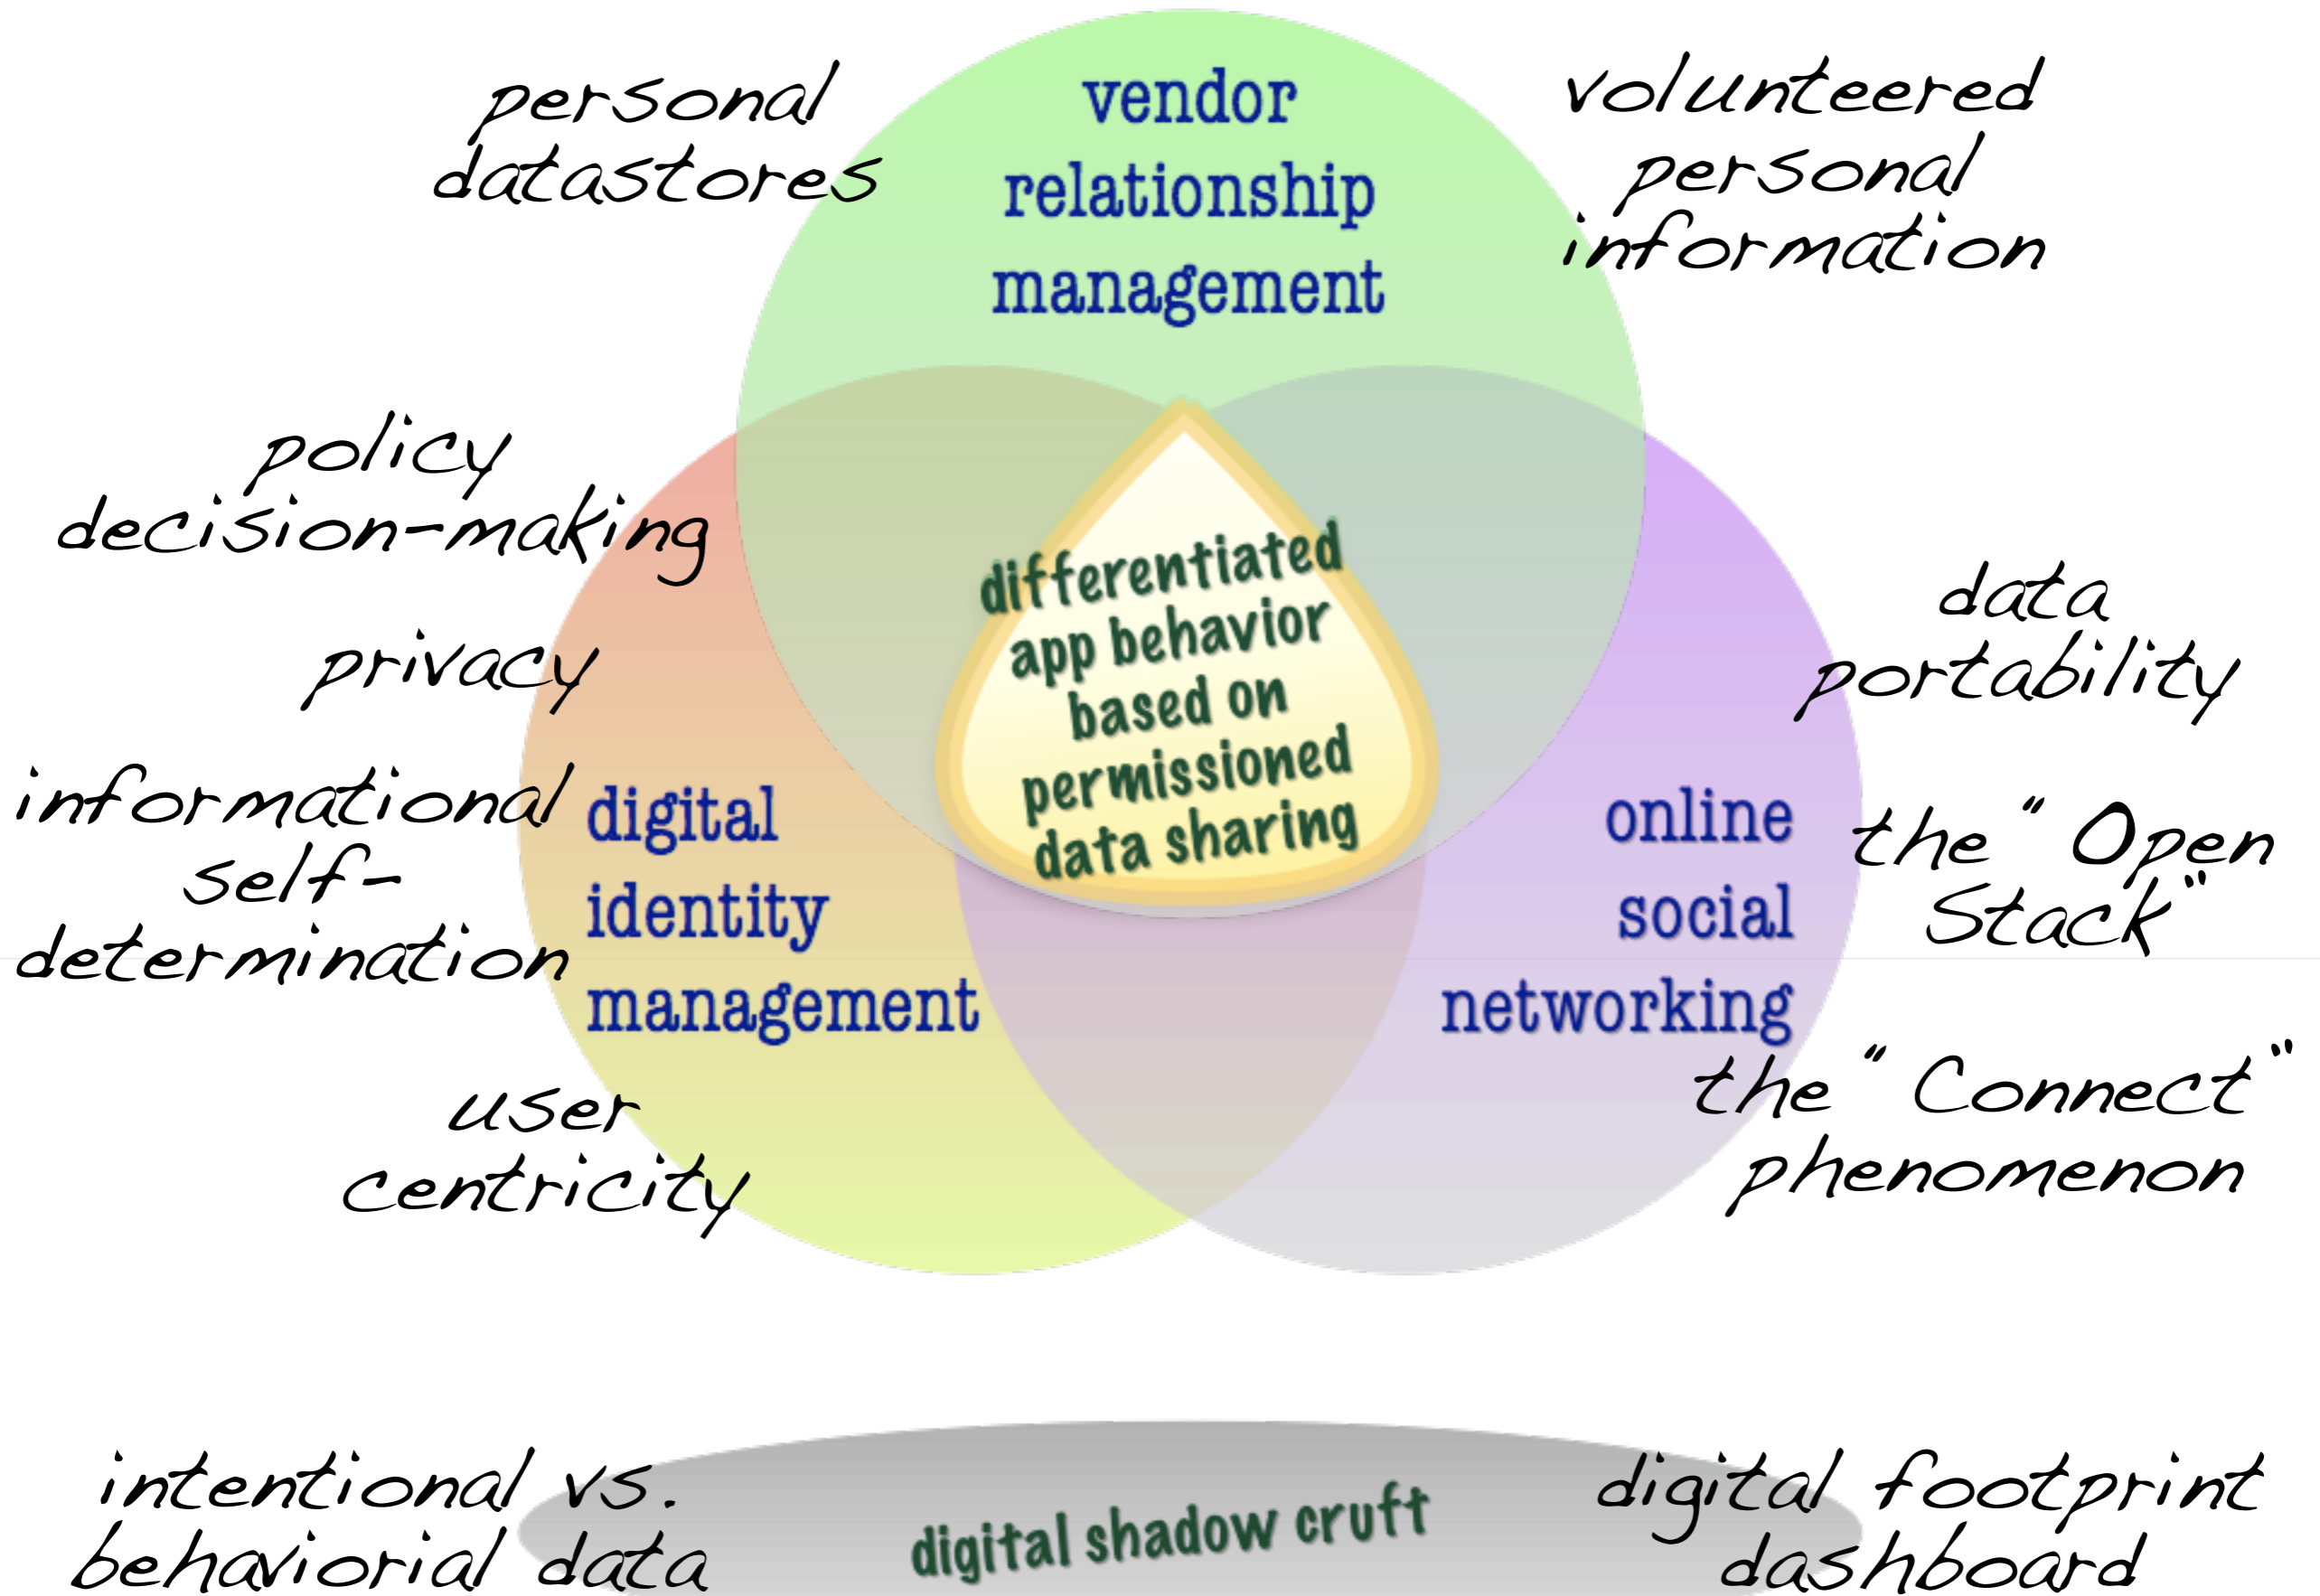 personal
datastores
vendor
relationship
management
volunteered
personal
information
policy
decision-making
privacy
informational
self-
determination
digital
identity
management
user
centricity
differentiated
app behavior
based on
permissioned
data sharing
data
portability
online
social
networking
the "Open
Stack"
the "Connect"
phenomenon
intentional vs.
behaviorial data
digital shadow cruft
digital footprint
dashboard